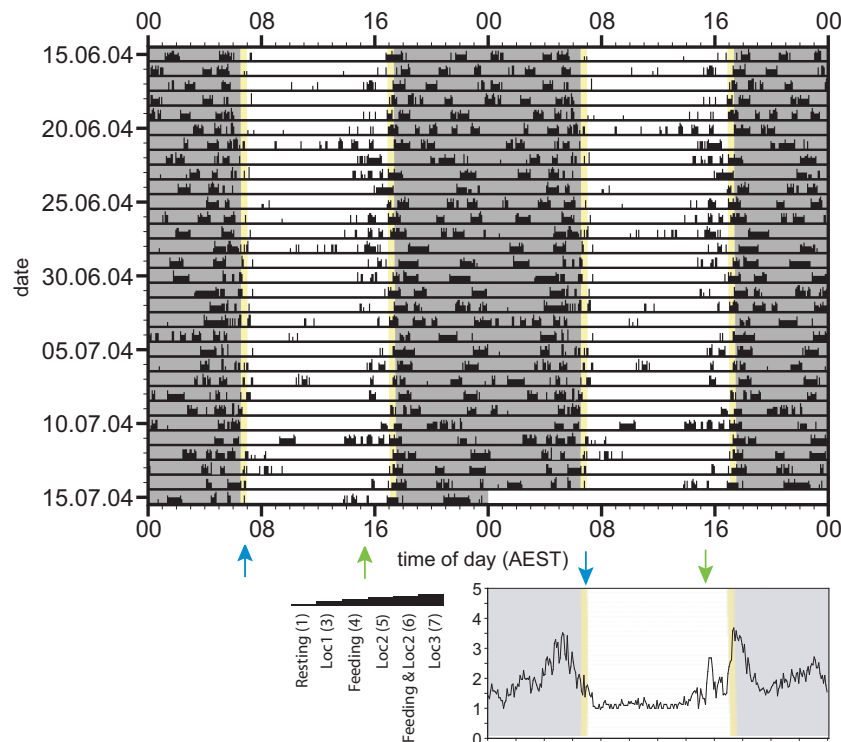 00 08 16 00 08 16 00
15.06.04
20.06.04
25.06.04
30.06.04
05.07.04
10.07.04
15.07.04
date
00 08 16 00 08 16 00
time of day (AEST)
Resting (1)
Loc1 (3)
Feeding (4)
Loc2 (5)
Feeding & Loc2 (6)
Loc3 (7)
5
4
3
2
1
0